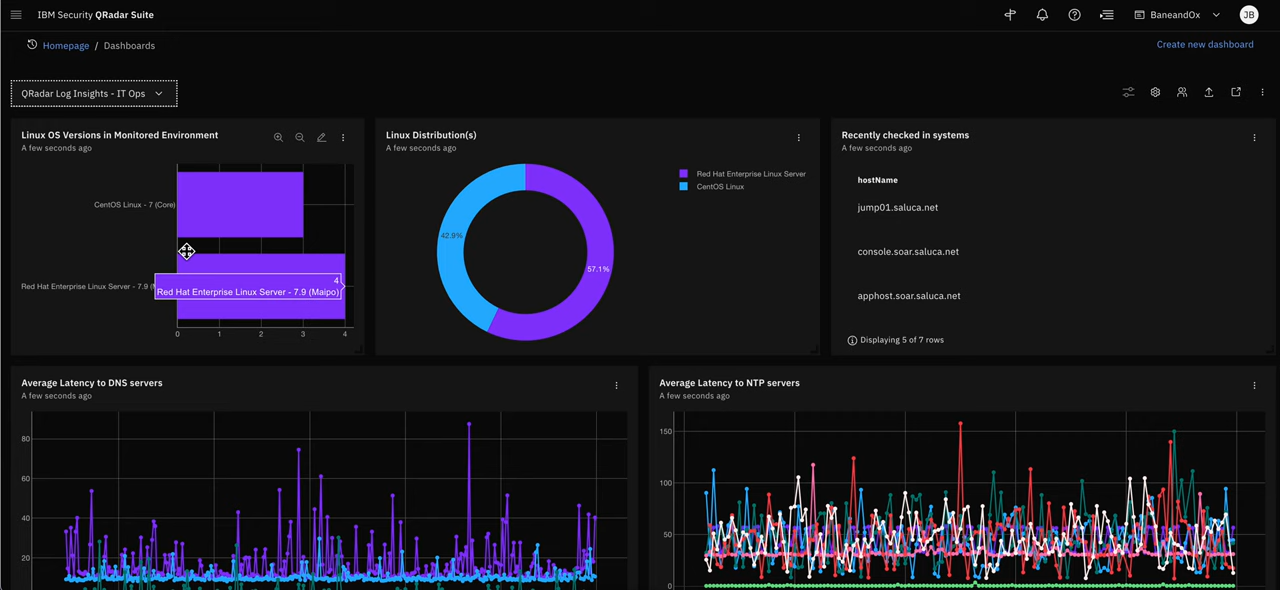 IBM Security QRadar Suite
BaneandOx
JB
Homepage / Dashboards
Create new dashboard
QRadar Log Insights - IT Ops
Linux OS Versions in Monitored Environment
A few seconds ago
CentOS Linux - 7 (Core)
Red Hat Enterprise Linux Server - 7.9 (
4
Red Hat Enterprise Linux Server - 7.9 (Maipo)
0 1 2 3 4
Linux Distribution(s)
A few seconds ago
42.9%
57.1%
Red Hat Enterprise Linux Server
CentOS Linux
Recently checked in systems
A few seconds ago
hostName
jump01.saluca.net
console.soar.saluca.net
apphost.soar.saluca.net
Displaying 5 of 7 rows
Average Latency to DNS servers
A few seconds ago
80
60
40
20
Average Latency to NTP servers
A few seconds ago
150
100
50
0